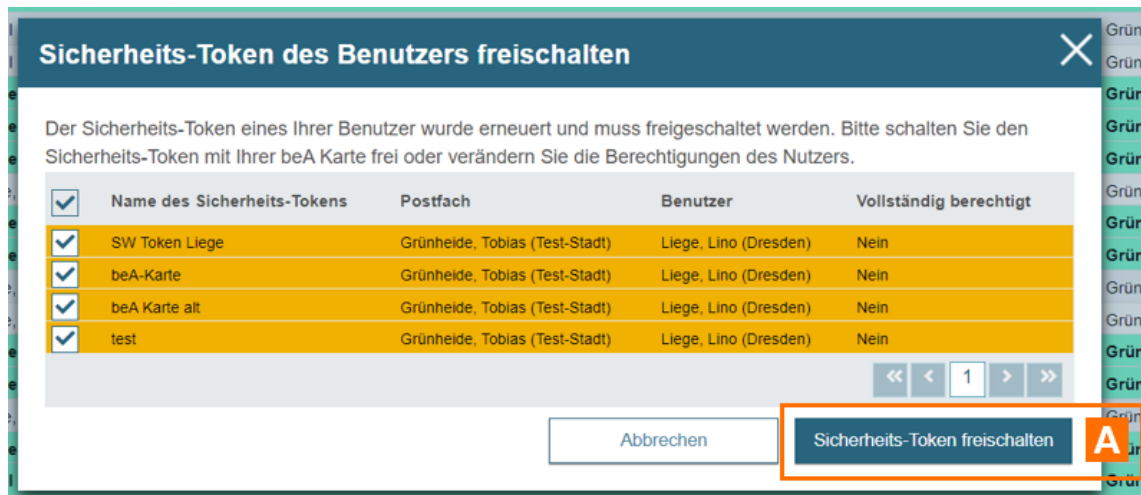 Sicherheits-Token des Benutzers freischalten
Der Sicherheits-Token eines Ihrer Benutzer wurde erneuert und muss freigeschaltet werden. Bitte schalten Sie den
Sicherheits-Token mit Ihrer beA Karte frei oder verändern Sie die Berechtigungen des Nutzers.
Name des Sicherheits-Tokens Postfach Benutzer Vollständig berechtigt
SW Token Liege Grünheide, Tobias (Test-Stadt) Liege, Lino (Dresden) Nein
beA-Karte Grünheide, Tobias (Test-Stadt) Liege, Lino (Dresden) Nein
beA Karte alt Grünheide, Tobias (Test-Stadt) Liege, Lino (Dresden) Nein
test Grünheide, Tobias (Test-Stadt) Liege, Lino (Dresden) Nein
« < 1 > »
Abbrechen Sicherheits-Token freischalten A